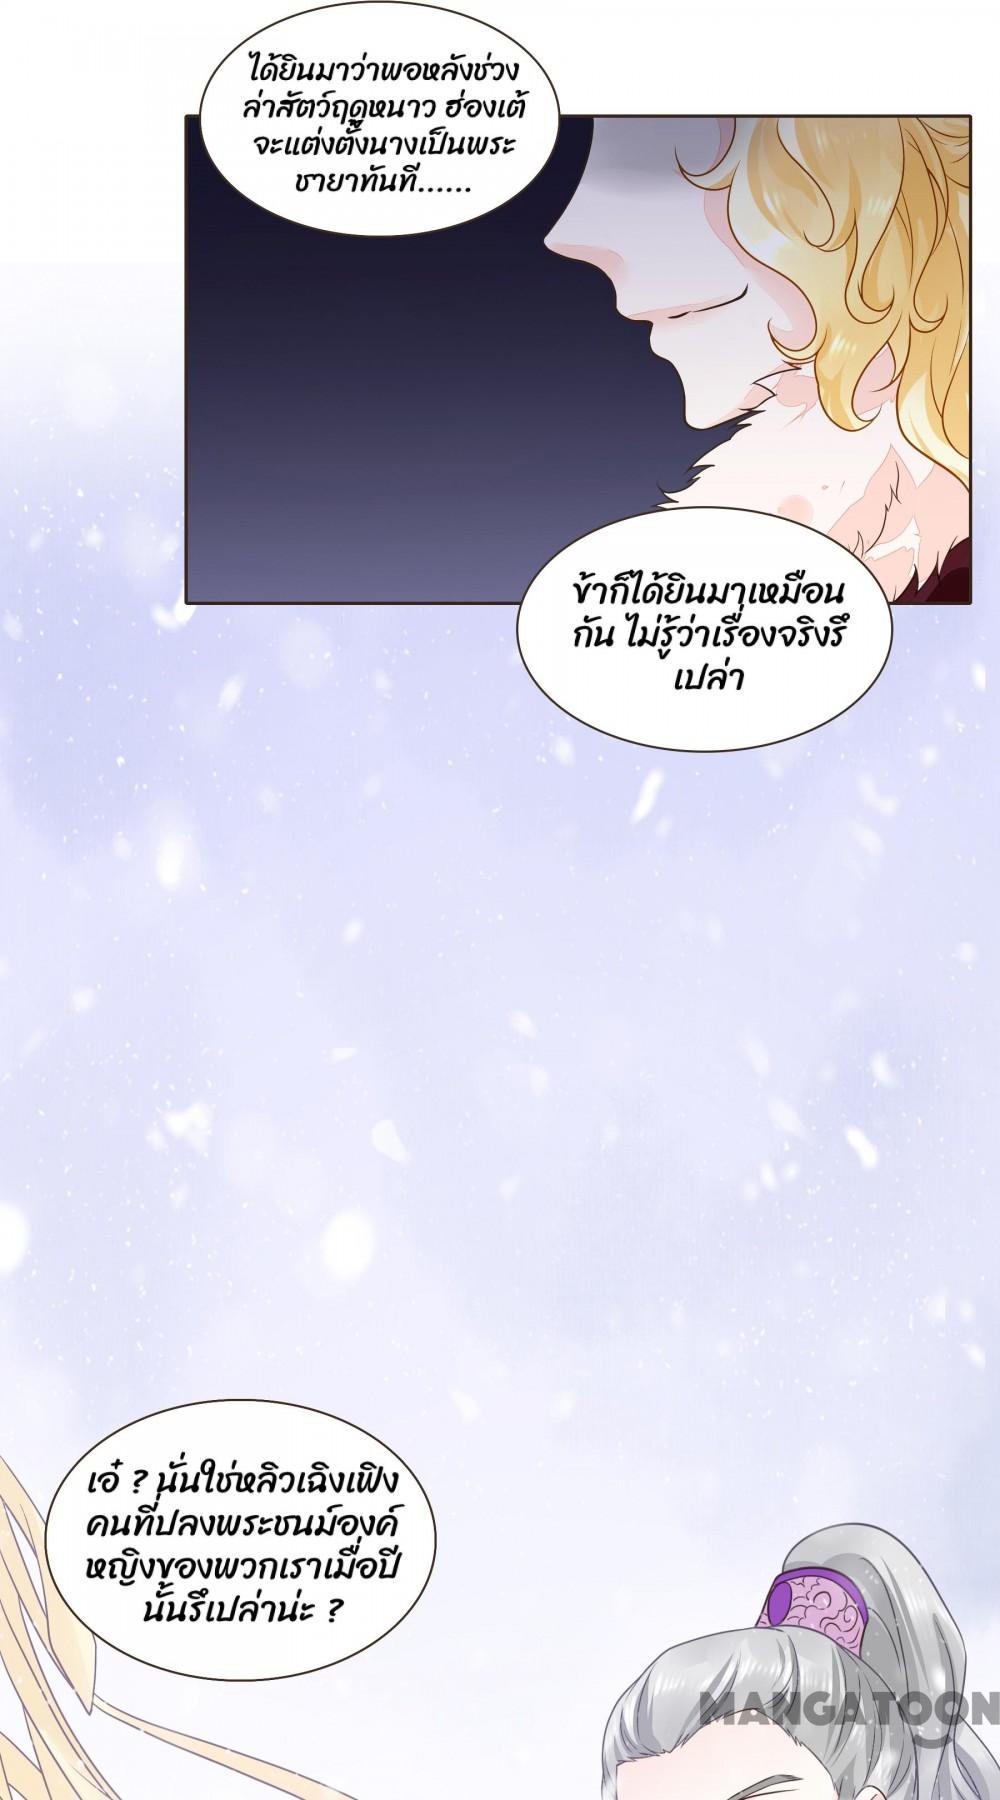 ได้ยินมาว่าพอหลังช่วง
ล่าสัตว์ฤดูหนาว ฮ่องเต้
จะแต่งตั้งนางเป็นพระ
ชายาทันที......
ข้าก็ได้ยินมาเหมือน
กัน ไม่รู้ว่าเรื่องจริงรึ
เปล่า
เอ๋ ? นั่นใช่หลิวเฉิงเฟิง
คนที่ปลงพระชนม์องค์
หญิงของพวกเราเมื่อปี
นั้นรึเปล่าน่ะ ?
MANGATOON